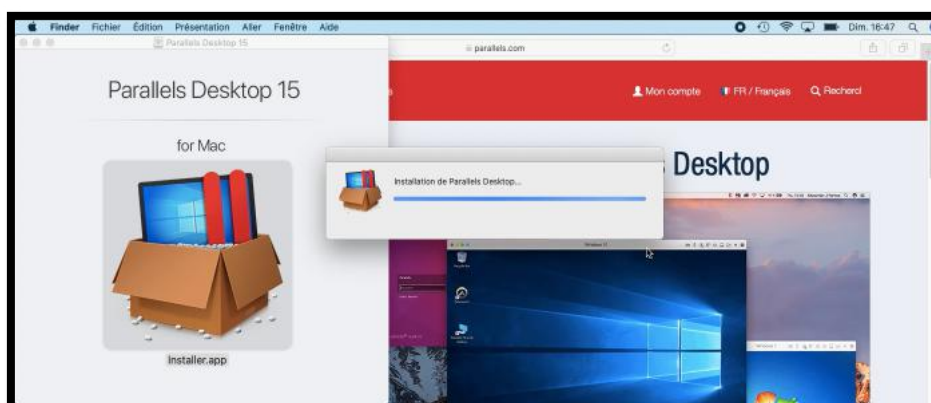 Finder Fichier Édition Présentation Aller Fenêtre Aide
Dim. 16:47
Parallels Desktop 15
parallels.com
Parallels Desktop 15
for Mac
Installer.app
Mon compte FR / Français Recherch
Desktop
Installation de Parallels Desktop...